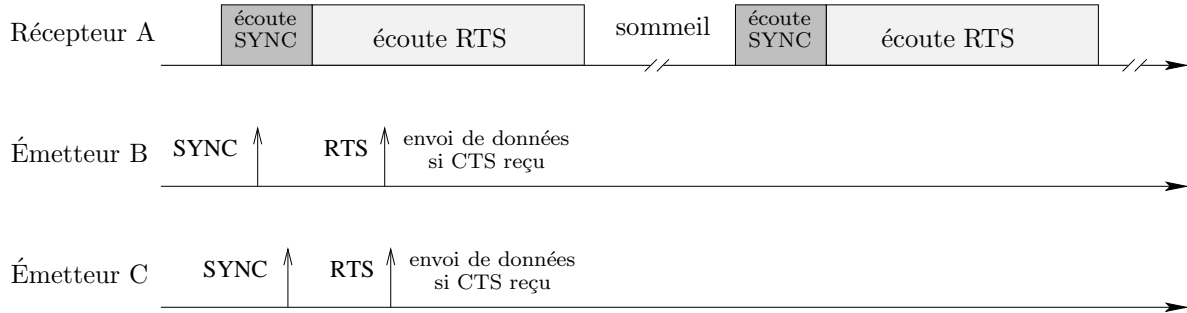 Récepteur A
écoute
SYNC
écoute RTS
sommeil
écoute
SYNC
écoute RTS
Émetteur B
SYNC
RTS
envoi de données
si CTS reçu
Émetteur C
SYNC
RTS
envoi de données
si CTS reçu